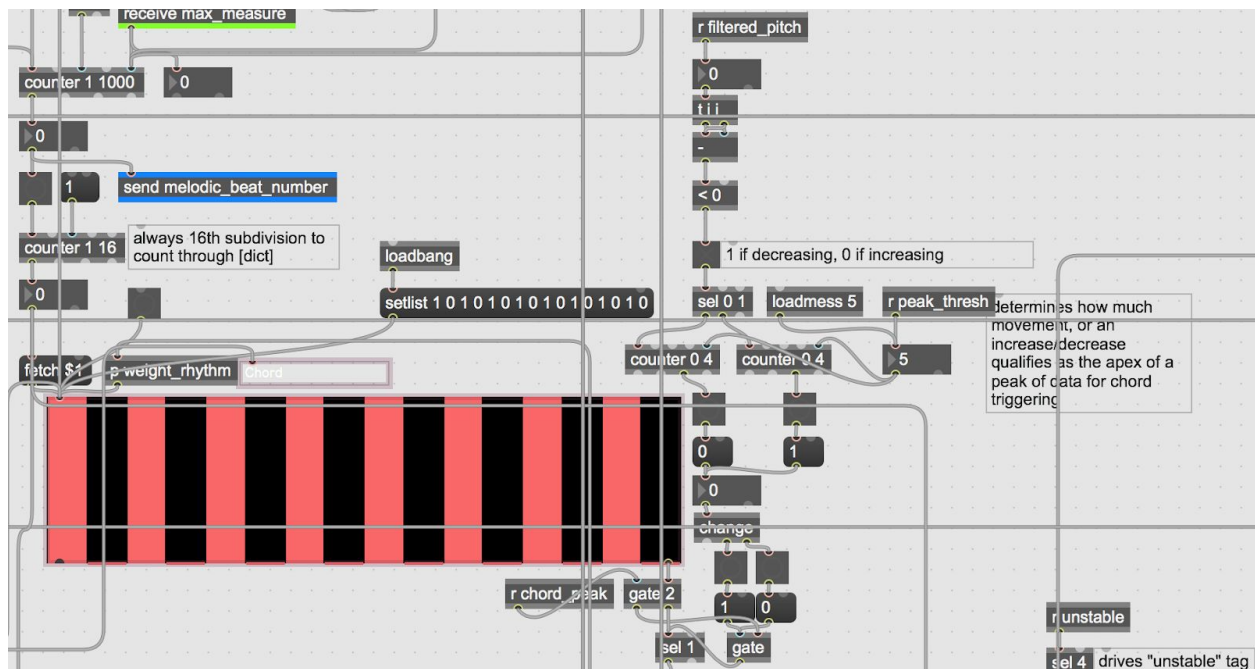 receive max_measure
r filtered_pitch
counter 1 1000
0
0
t i i
0
-
1
send melodic_beat_number
< 0
counter 1 16
always 16th subdivision to
count through [dict]
1 if decreasing, 0 if increasing
loadbang
0
setlist 1 0 1 0 1 0 1 0 1 0 1 0 1 0 1 0
sel 0 1
loadmess 5
r peak_thresh
determines how much
movement, or an
increase/decrease
qualifies as the apex of a
peak of data for chord
triggering
counter 0 4
counter 0 4
5
fetch $1
p weight_rhythm
Chord
0
1
0
change
r chord_peak
gate 2
1
0
r unstable
sel 1
gate
sel 4
drives "unstable" tag